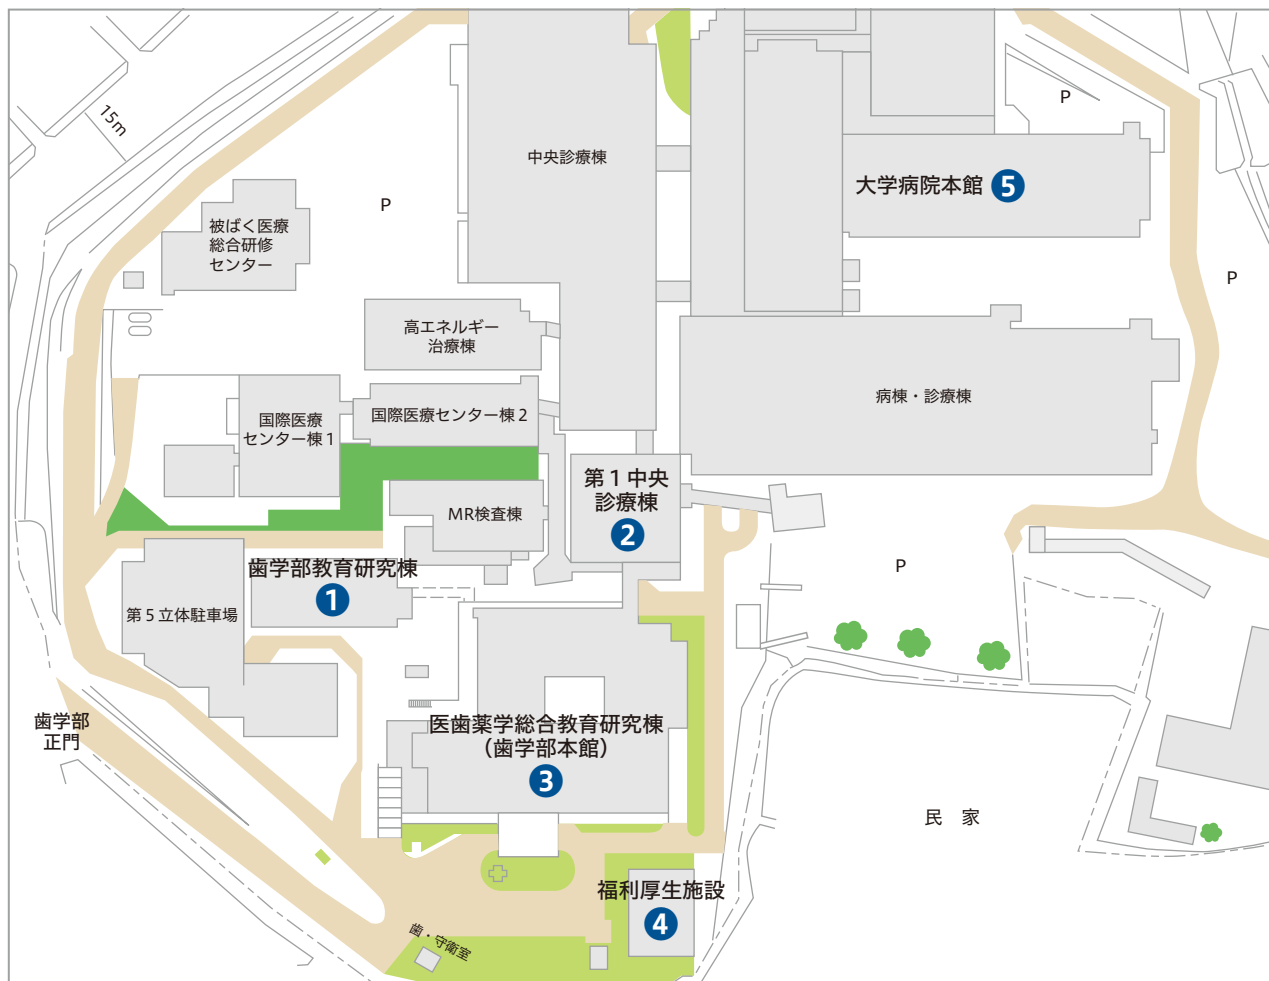 15m
中央診療棟
P
大学病院本館 5
P
被ばく医療
総合研修
センター
P
高エネルギー
治療棟
国際医療
センター棟1
国際医療センター棟2
病棟・診療棟
第1中央
診療棟
2
MR検査棟
歯学部教育研究棟
1
P
第5立体駐車場
歯学部
正門
医歯薬学総合教育研究棟
（歯学部本館）
3
民 家
福利厚生施設
4
歯・守衛室